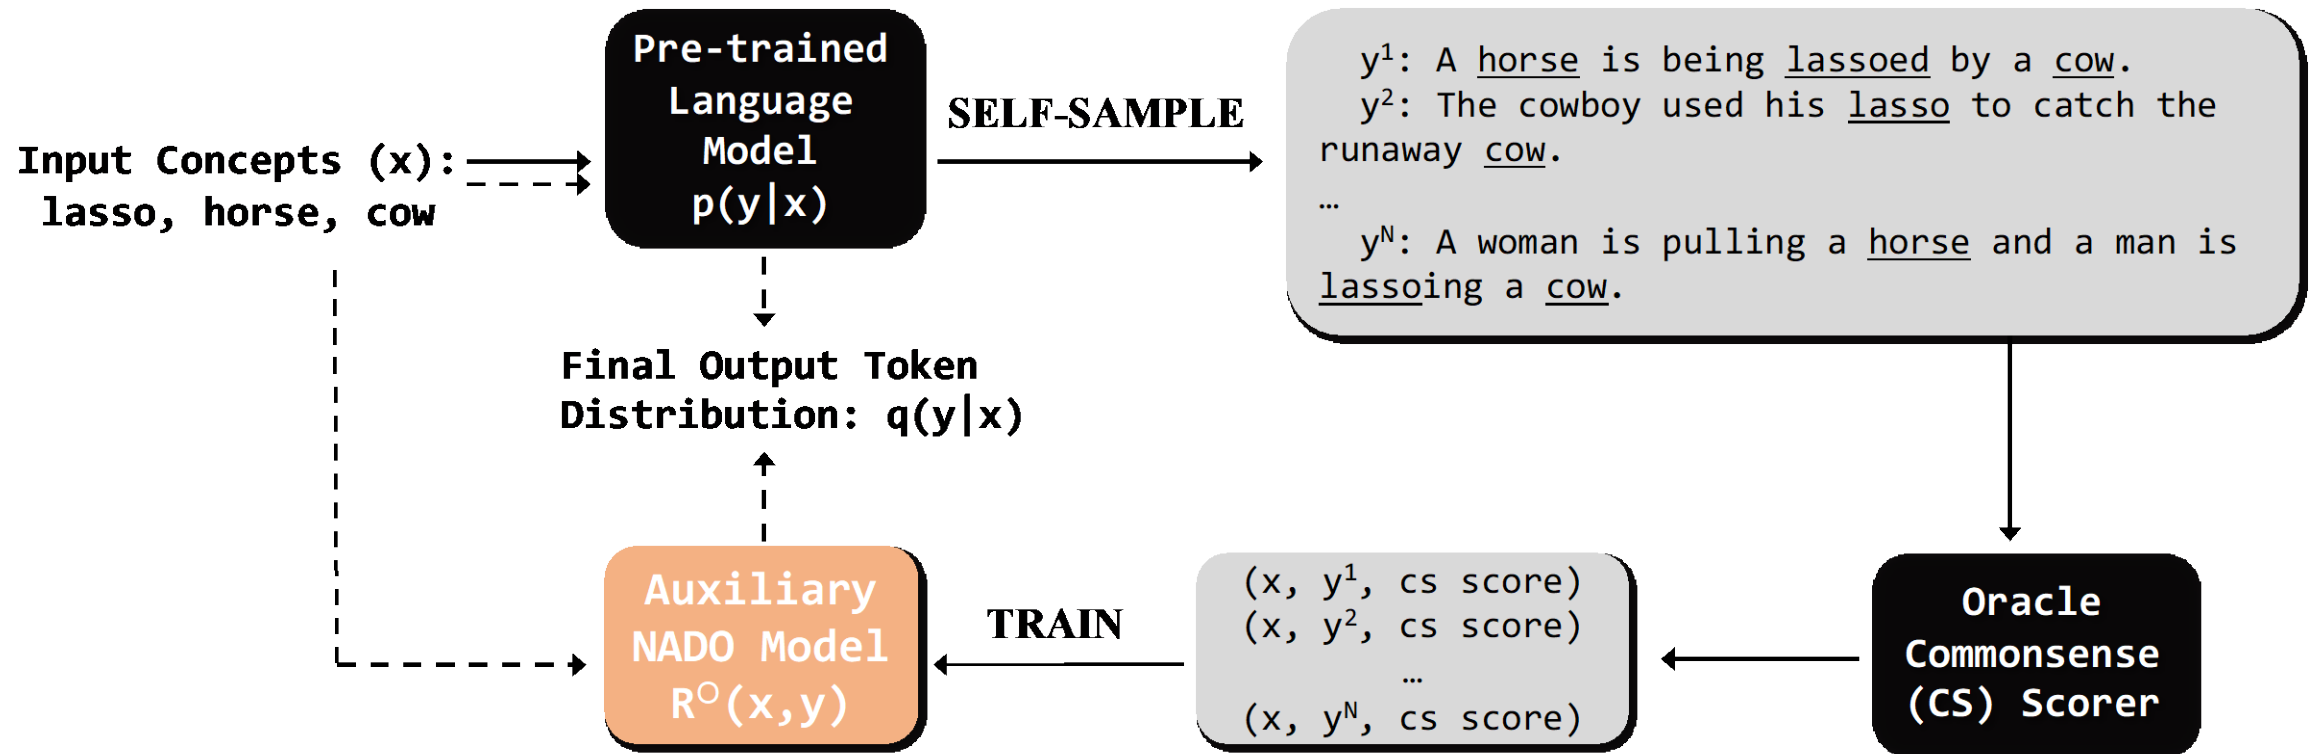 Input Concepts (x):
lasso, horse, cow
Pre-trained
Language
Model
p(y|x)
SELF-SAMPLE
y¹: A horse is being lassoed by a cow.
y²: The cowboy used his lasso to catch the
runaway cow.
…
yᴺ: A woman is pulling a horse and a man is
lassoing a cow.
Final Output Token
Distribution: q(y|x)
Auxiliary
NADO Model
Rᴼ(x,y)
TRAIN
(x, y¹, cs score)
(x, y², cs score)
…
(x, yᴺ, cs score)
Oracle
Commonsense
(CS) Scorer